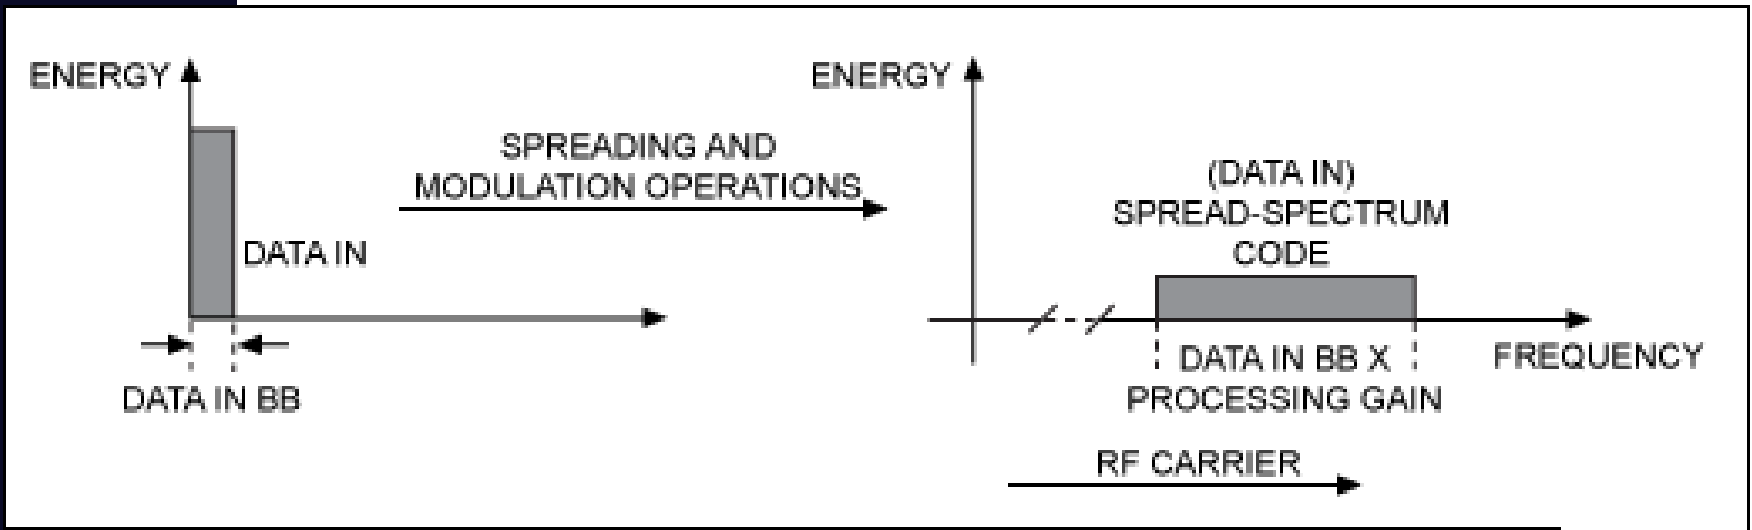 ENERGY
DATA IN
DATA IN BB
SPREADING AND
MODULATION OPERATIONS
ENERGY
(DATA IN)
SPREAD-SPECTRUM
CODE
DATA IN BB X
PROCESSING GAIN
FREQUENCY
RF CARRIER